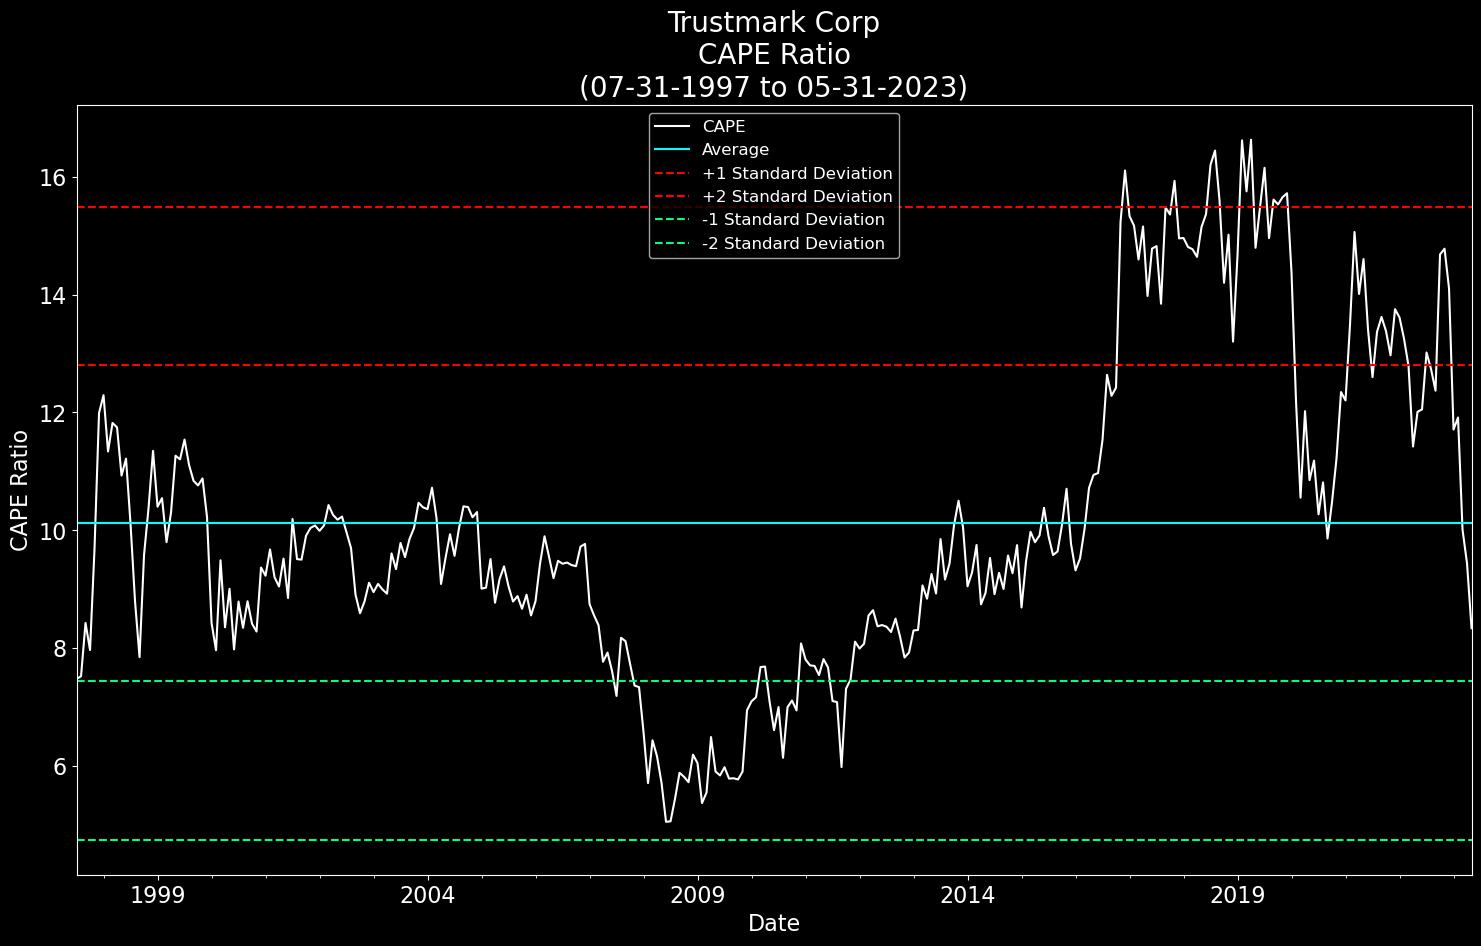 Trustmark Corp
CAPE Ratio
(07-31-1997 to 05-31-2023)
CAPE
Average
+1 Standard Deviation
+2 Standard Deviation
-1 Standard Deviation
-2 Standard Deviation
CAPE Ratio
16
14
12
10
8
6
1999
2004
2009
2014
2019
Date